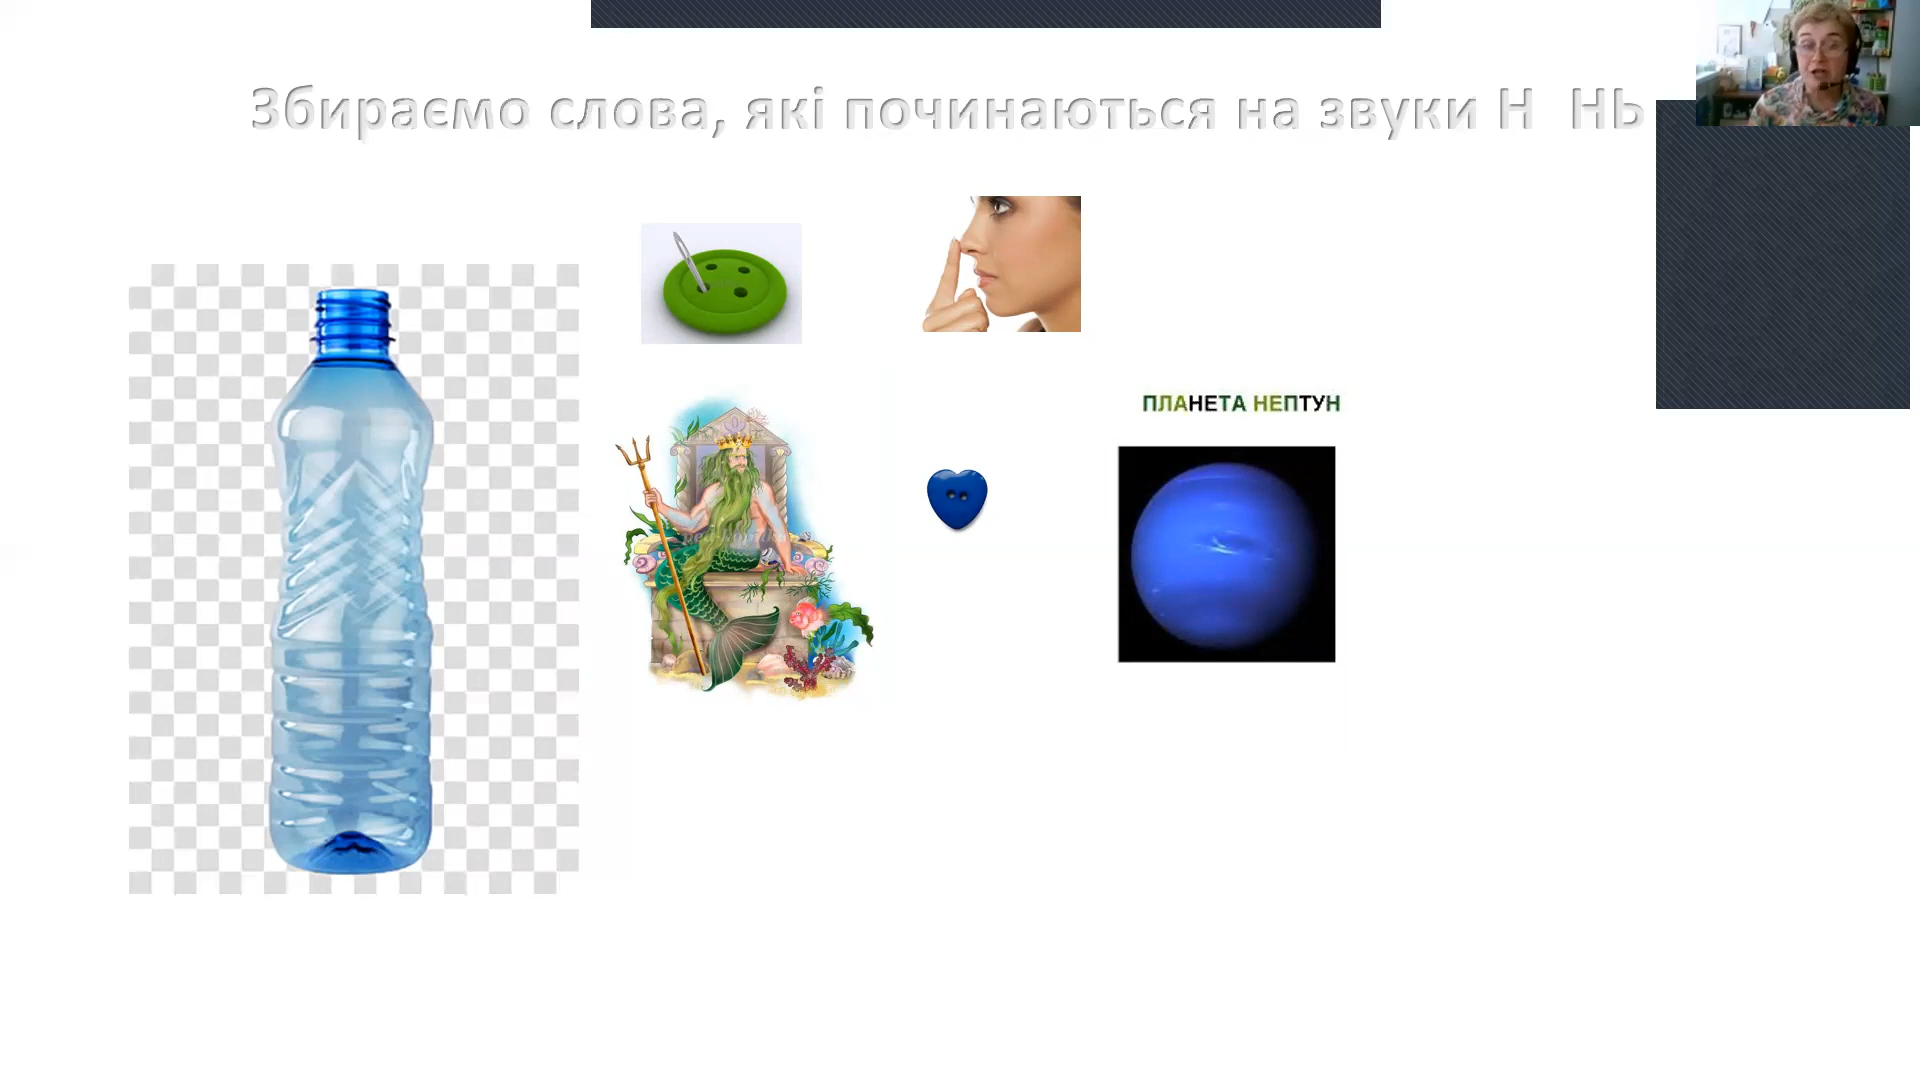 Збираємо слова, які починаються на звуки Н НЬ
ПЛАНЕТА НЕПТУН